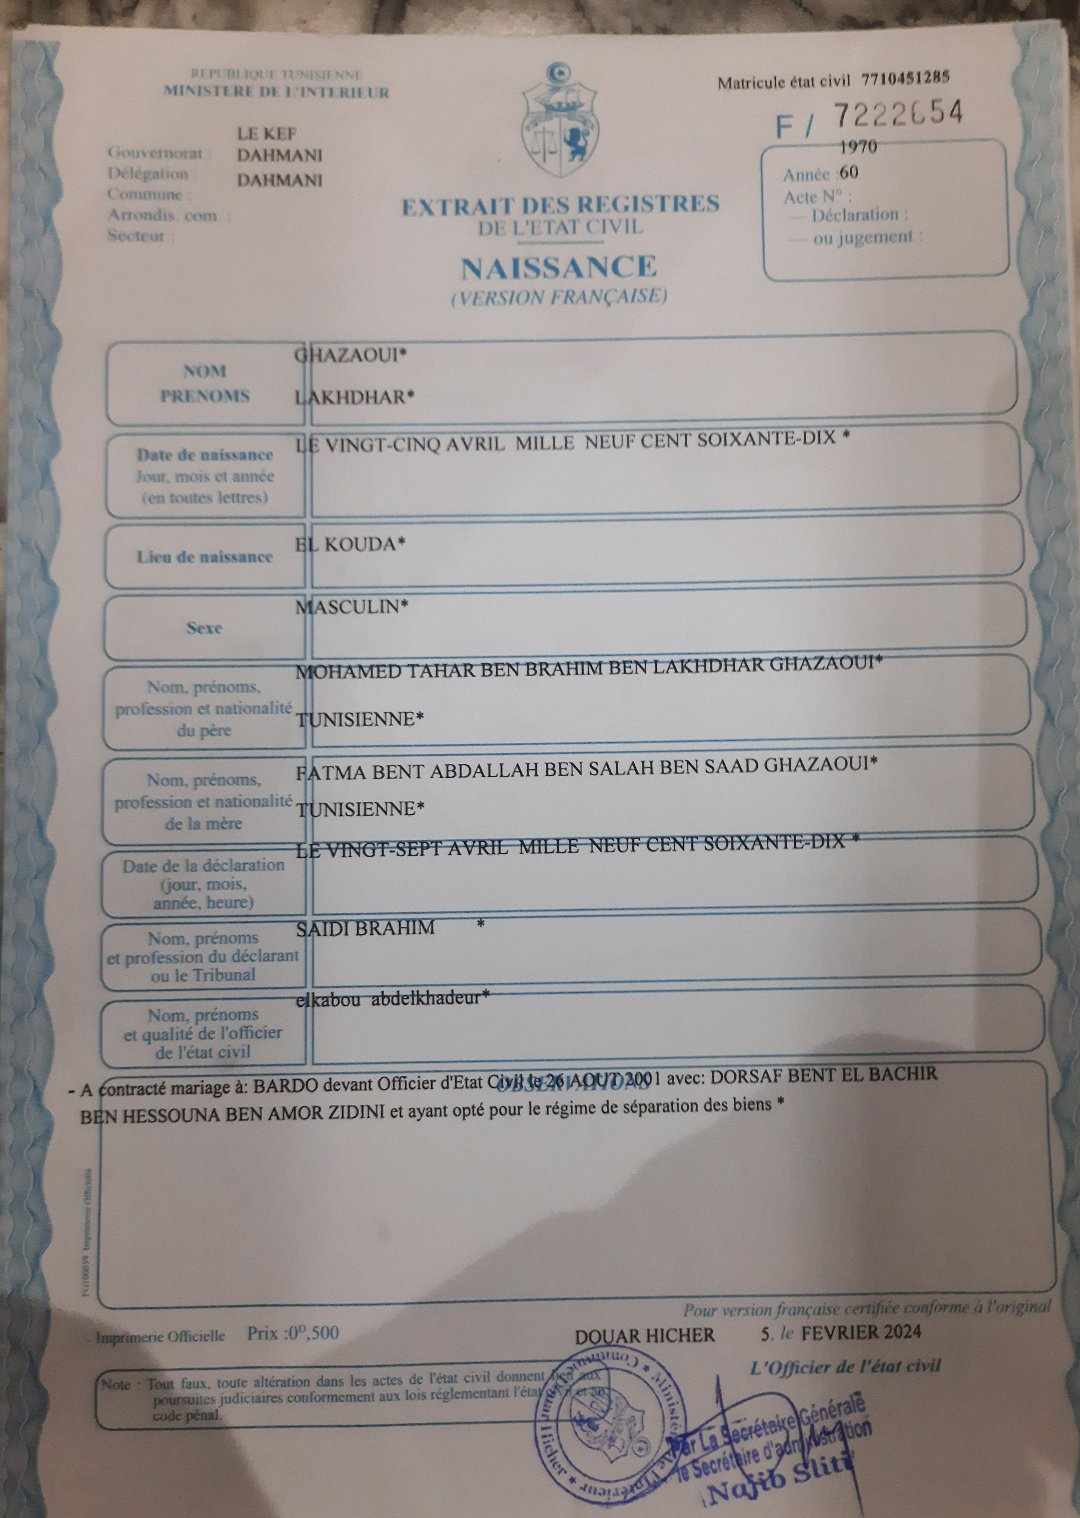 REPUBLIQUE TUNISIENNE
MINISTERE DE L'INTERIEUR
Matricule état civil 7710451285
F / 7222654
LE KEF
Gouvernorat : DAHMANI
Délégation : DAHMANI
Commune :
Arrondis. com. :
Secteur :
1970
Année : 60
Acte N° :
— Déclaration :
— ou jugement :
EXTRAIT DES REGISTRES
DE L'ETAT CIVIL
NAISSANCE
(VERSION FRANÇAISE)
NOM
GHAZAOUI*
PRENOMS
LAKHDHAR*
Date de naissance
Jour, mois et année
(en toutes lettres)
LE VINGT-CINQ AVRIL MILLE NEUF CENT SOIXANTE-DIX *
Lieu de naissance
EL KOUDA*
Sexe
MASCULIN*
Nom, prénoms,
profession et nationalité
du père
MOHAMED TAHAR BEN BRAHIM BEN LAKHDHAR GHAZAOUI*
TUNISIENNE*
Nom, prénoms,
profession et nationalité
de la mère
FATMA BENT ABDALLAH BEN SALAH BEN SAAD GHAZAOUI*
TUNISIENNE*
Date de la déclaration
(jour, mois,
année, heure)
LE VINGT-SEPT AVRIL MILLE NEUF CENT SOIXANTE-DIX *
Nom, prénoms
et profession du déclarant
ou le Tribunal
SAIDI BRAHIM *
Nom, prénoms
et qualité de l'officier
de l'état civil
elkabou abdelkhadeur*
OBSERVATIONS
- A contracté mariage à: BARDO devant Officier d'Etat Civil le 26 AOUT 2001 avec: DORSAF BENT EL BACHIR
BEN HESSOUNA BEN AMOR ZIDINI et ayant opté pour le régime de séparation des biens *
Imprimerie Officielle
Pour version française certifiée conforme à l'original
Imprimerie Officielle Prix :0ᴰ,500
DOUAR HICHER 5. le FEVRIER 2024
L'Officier de l'état civil
Note : Tout faux, toute altération dans les actes de l'état civil donnent aux
poursuites judiciaires conformement aux lois réglementant l'état et au
code pénal.
Par La Secrétaire Générale
le Secrétaire d'administration
Najib Sliti